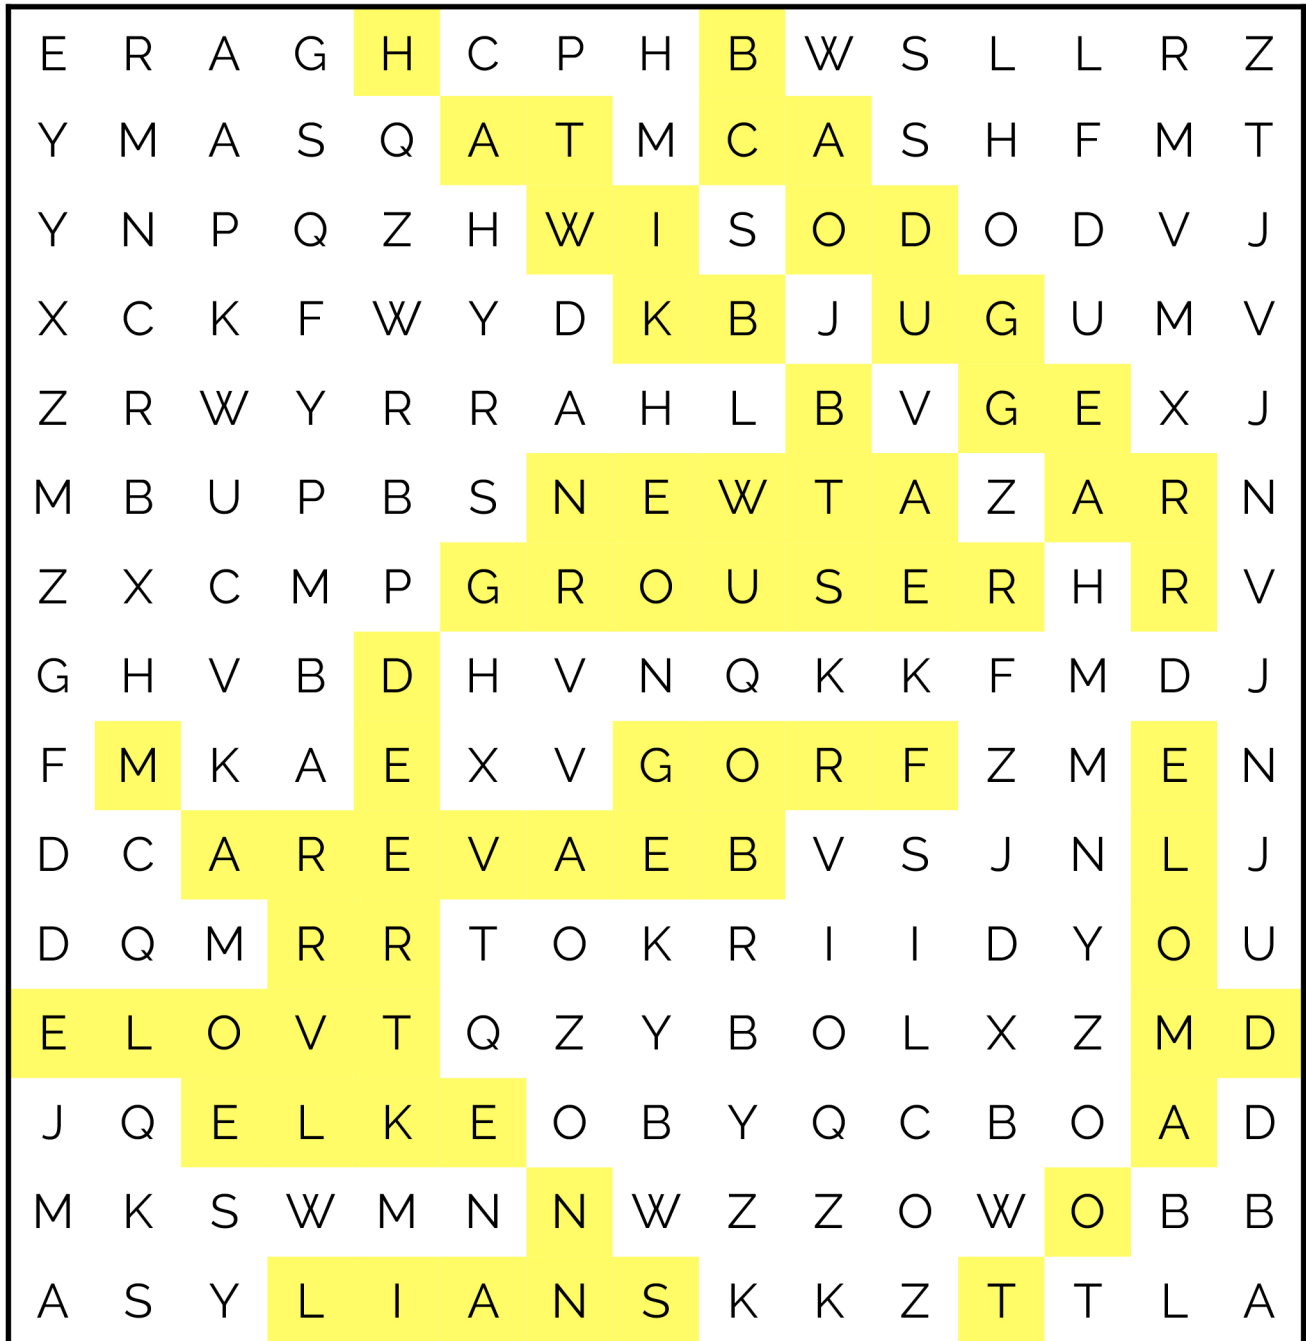 E R A G H C P H B W S L L R Z
Y M A S Q A T M C A S H F M T
Y N P Q Z H W I S O D O D V J
X C K F W Y D K B J U G U M V
Z R W Y R R A H L B V G E X J
M B U P B S N E W T A Z A R N
Z X C M P G R O U S E R H R V
G H V B D H V N Q K K F M D J
F M K A E X V G O R F Z M E N
D C A R E V A E B V S J N L J
D Q M R R T O K R I I D Y O U
E L O V T Q Z Y B O L X Z M D
J Q E L K E O B Y Q C B O A D
M K S W M N N W Z Z O W O B B
A S Y L I A N S K K Z T T L A